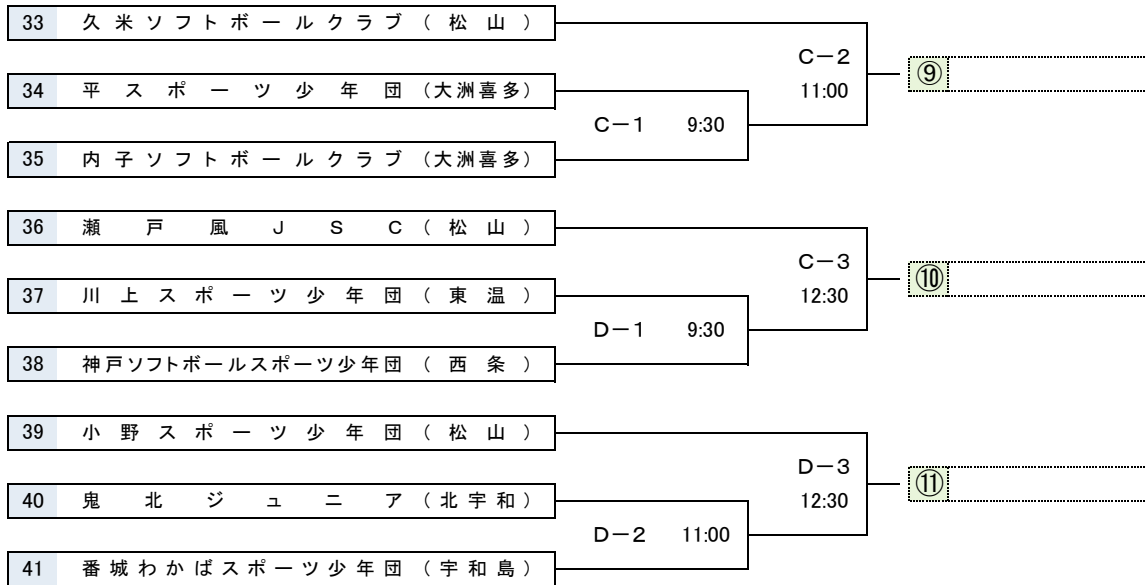 33 久米ソフトボールクラブ(松山)
C－2
⑨
34 平スポーツ少年団(大洲喜多)
11:00
C－1 9:30
35 内子ソフトボールクラブ(大洲喜多)
36 瀬戸風JSC(松山)
C－3
⑩
37 川上スポーツ少年団(東温)
12:30
D－1 9:30
38 神戸ソフトボールスポーツ少年団(西条)
39 小野スポーツ少年団(松山)
D－3
⑪
40 鬼北ジュニア(北宇和)
12:30
D－2 11:00
41 番城わかばスポーツ少年団(宇和島)